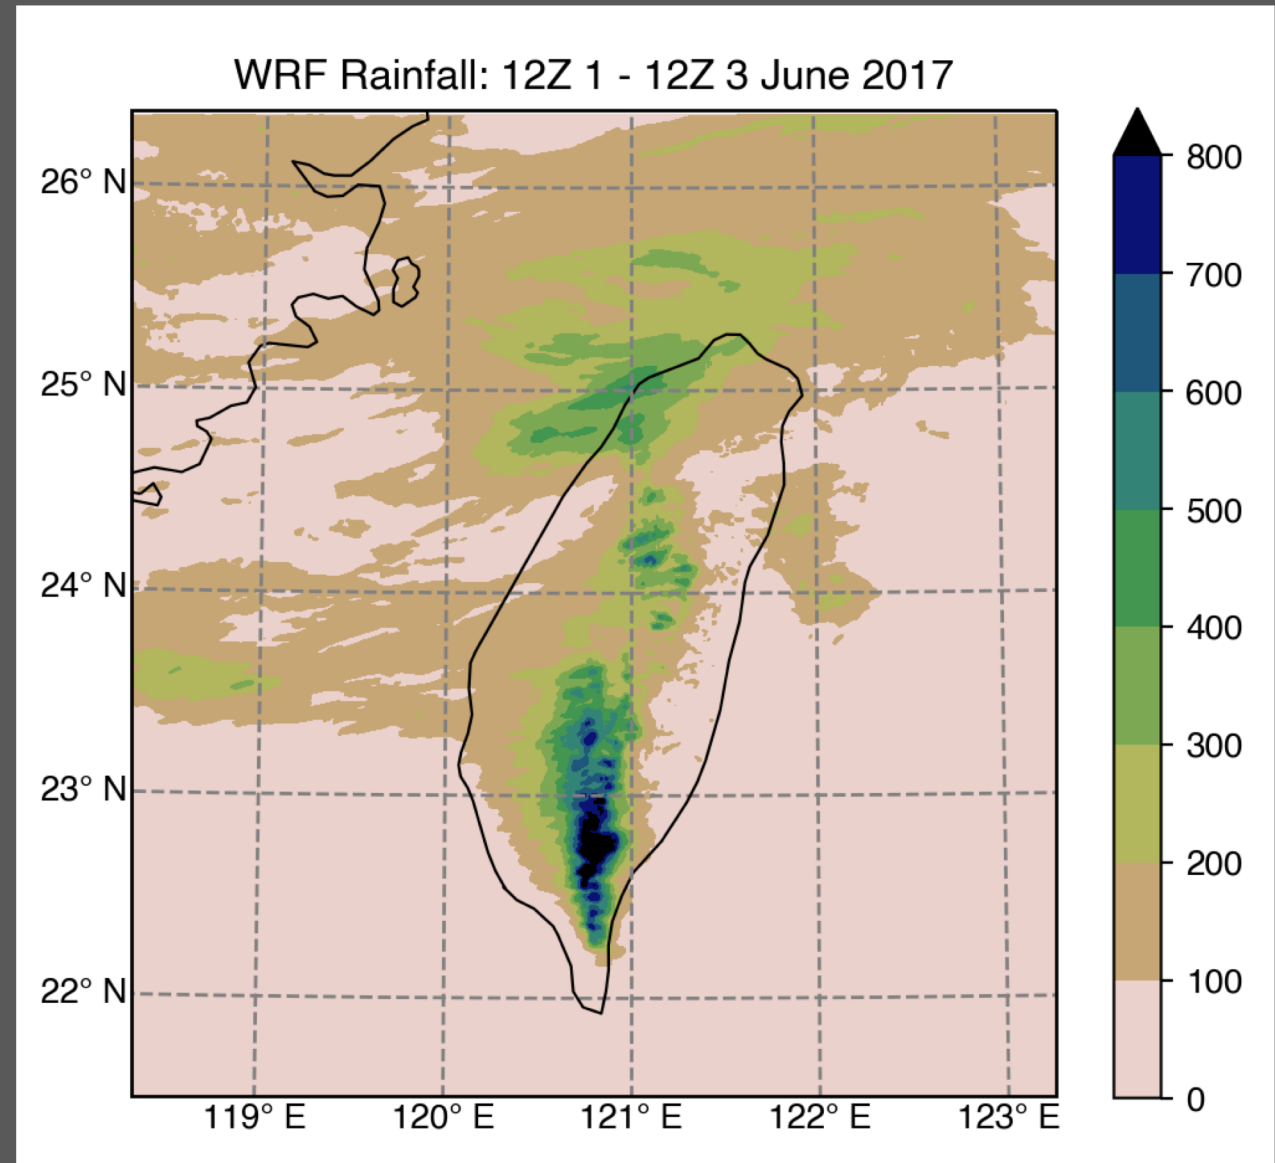 WRF Rainfall: 12Z 1 - 12Z 3 June 2017
26° N
25° N
24° N
23° N
22° N
119° E
120° E
121° E
122° E
123° E
800
700
600
500
400
300
200
100
0